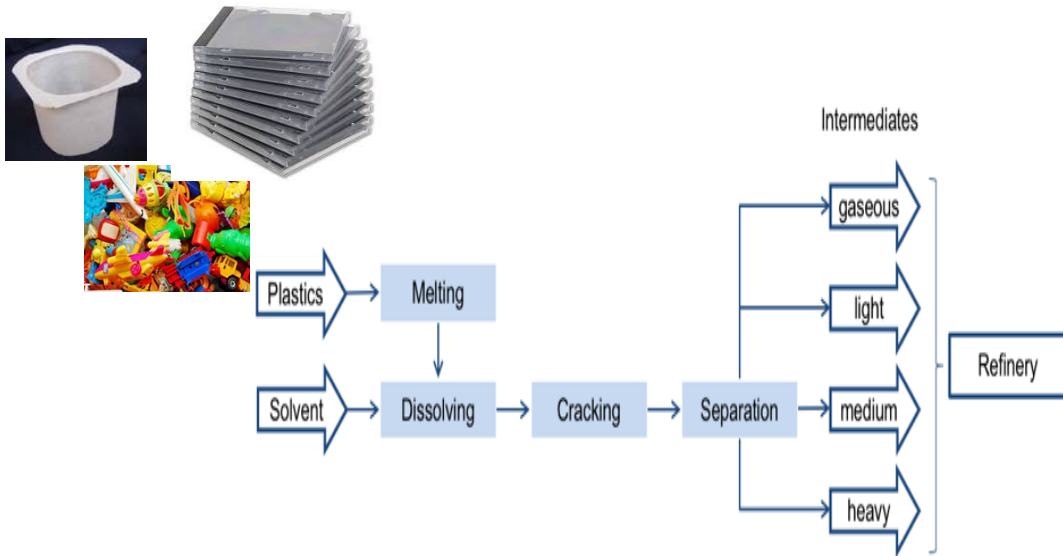 Intermediates
gaseous
Plastics
Melting
light
Refinery
Solvent
Dissolving
Cracking
Separation
medium
heavy